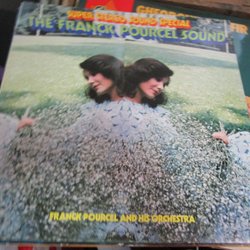 SUPER STEREO SOUND SPECIAL
THE FRANCK POURCEL SOUND
FRANCK POURCEL AND HIS ORCHESTRA